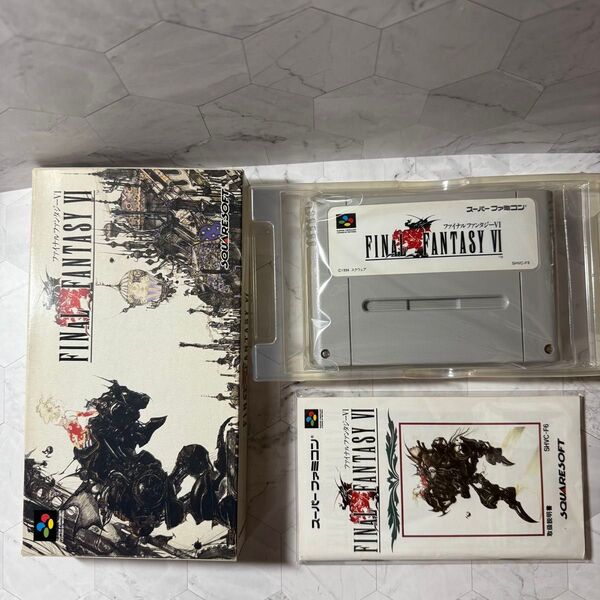 ファイナルファンタジーVI
FINAL FANTASY VI
SQUARESOFT
FINAL FANTASY VI
スーパーファミコン
ファイナルファンタジーVI
FINAL FANTASY VI
SHVC-F6
©1994 スクウェア
スーパーファミコン
ファイナルファンタジーVI
FINAL FANTASY VI
SHVC-F6
取扱説明書
SQUARESOFT